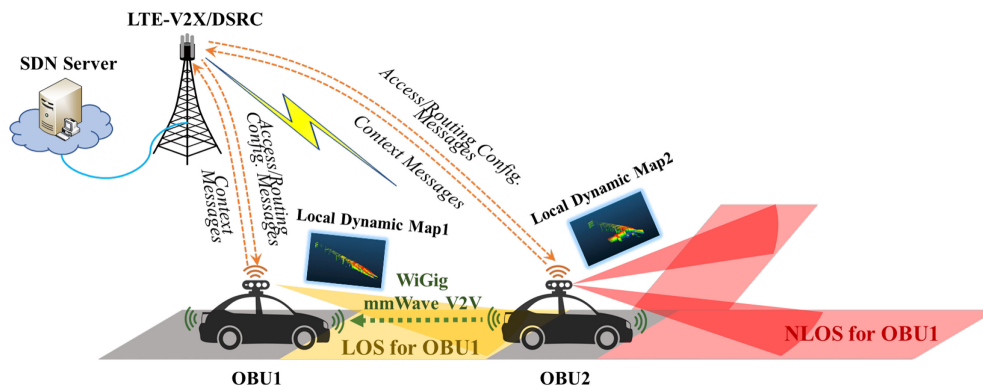 LTE-V2X/DSRC
SDN Server
Access/Routing Config.
Messages
Context Messages
Access/Routing
Config. Messages
Context
Messages
Local Dynamic Map2
Local Dynamic Map1
WiGig
mmWave V2V
LOS for OBU1
NLOS for OBU1
OBU1
OBU2